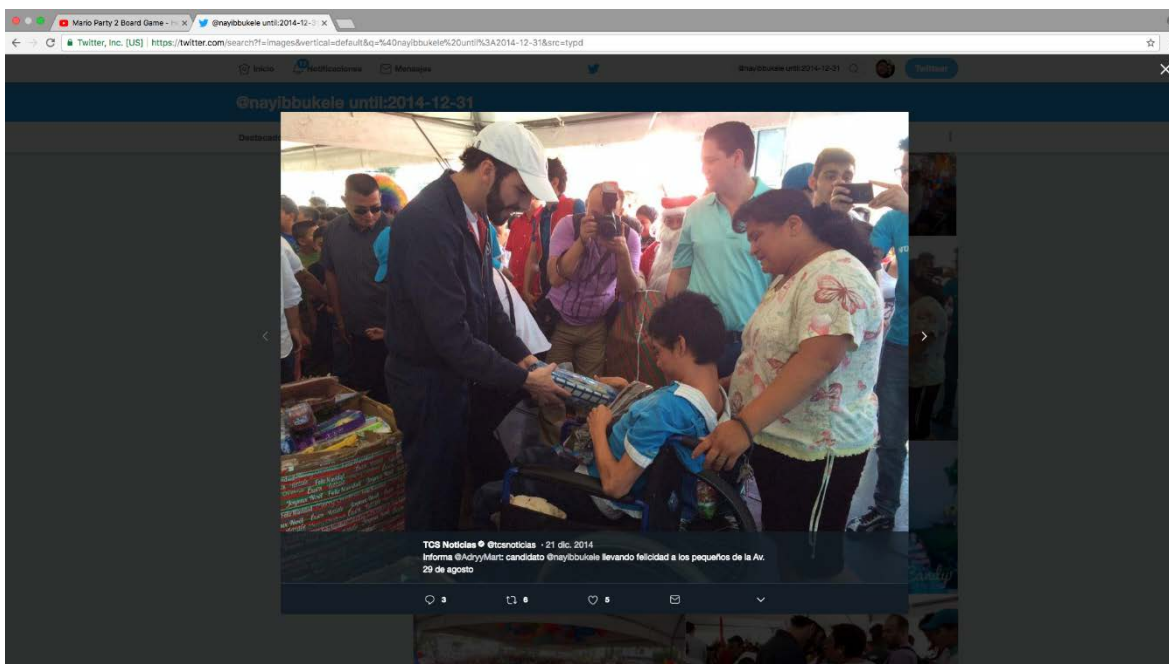 Mario Party 2 Board Game -
@nayibbukele until:2014-12-3
Twitter, Inc. [US] | https://twitter.com/search?f=images&vertical=default&q=%40nayibbukele%20until%3A2014-12-31&src=typd
Inicio Notificaciones Mensajes @nayibbukele until:2014-12-31 Twittear
@nayibbukele until:2014-12-31
Destacado
TCS Noticias @tcsnoticias · 21 dic. 2014
Informa @AdryyMart: candidato @nayibbukele llevando felicidad a los pequeños de la Av.
29 de agosto
3 6 5